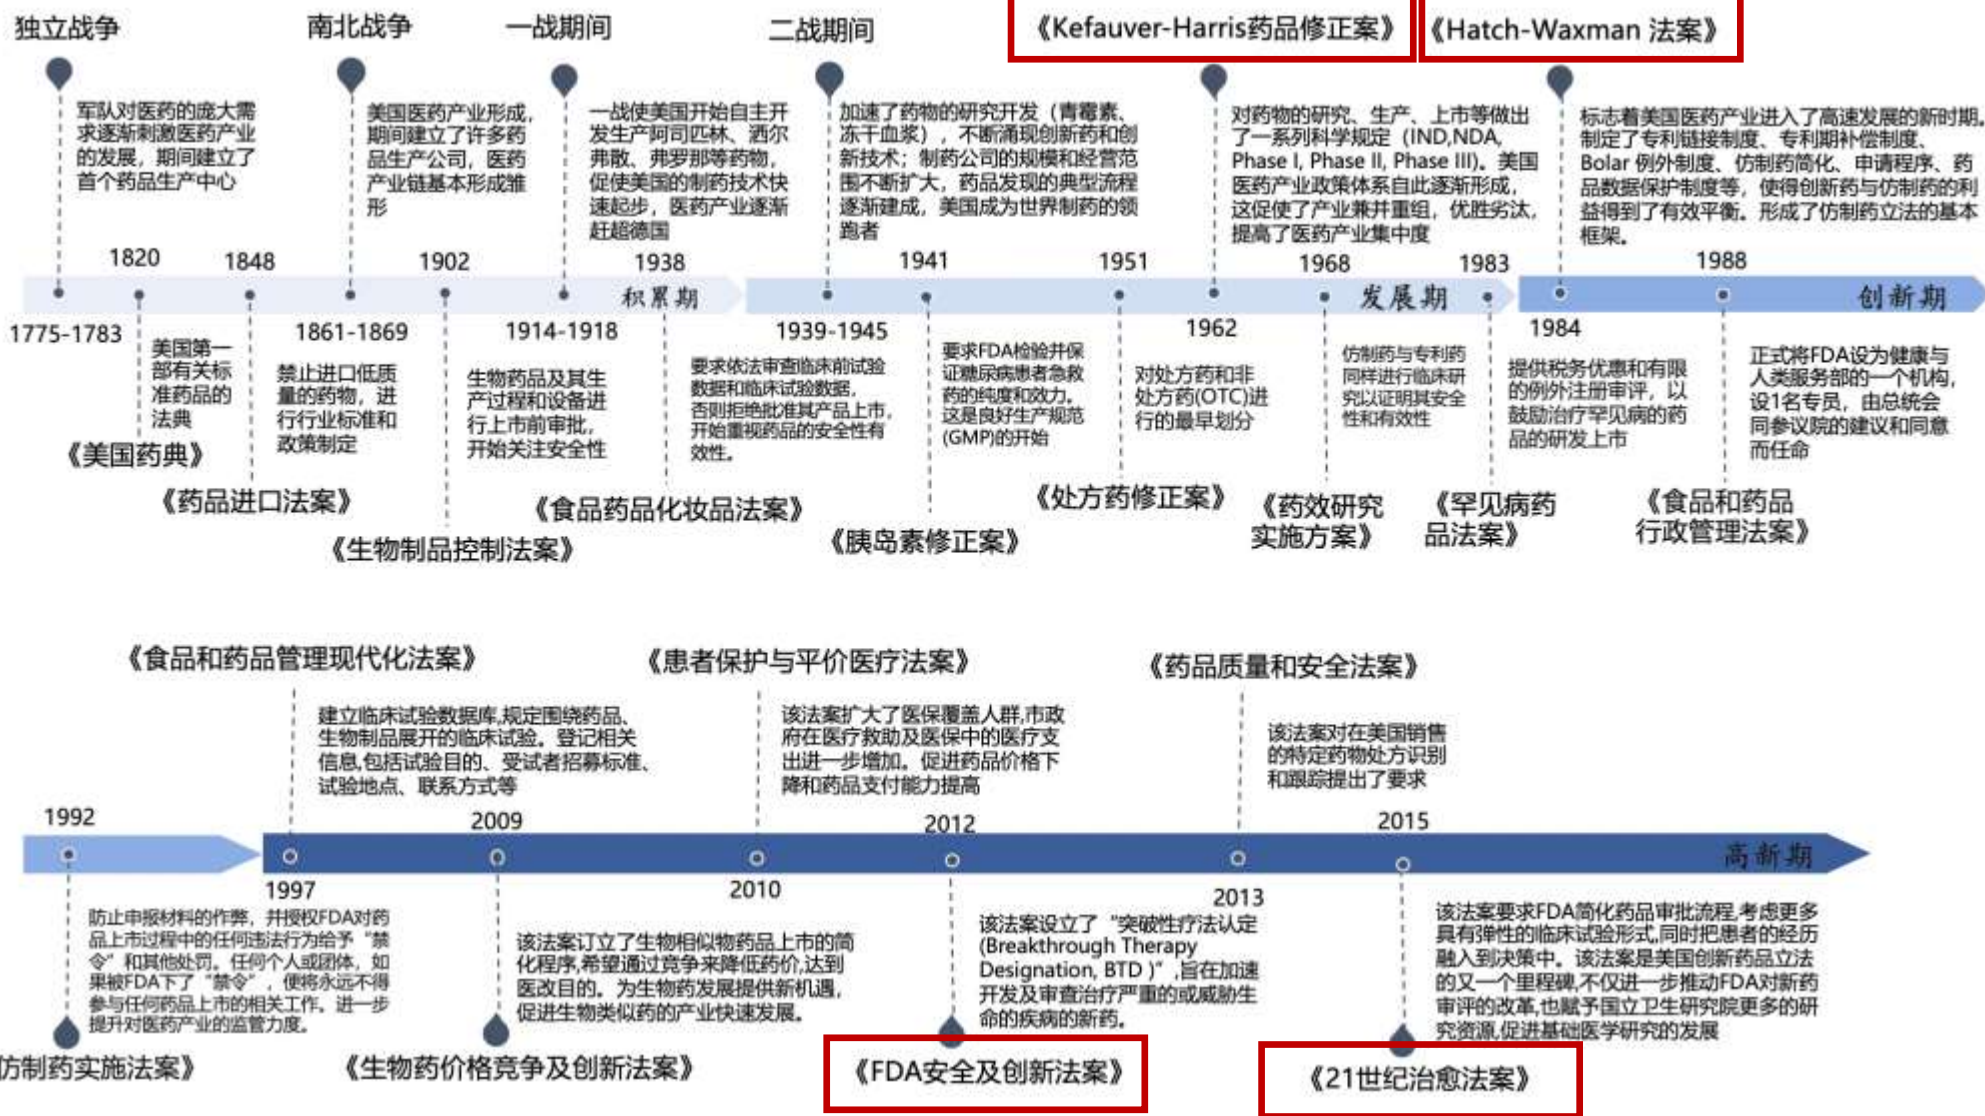 独立战争
军队对医药的庞大需
求逐渐刺激医药产业
的发展，期间建立了
首个药品生产中心
南北战争
美国医药产业形成，
期间建立了许多药
品生产公司，医药
产业链基本形成雏
形
一战期间
一战使美国开始自主开
发生产阿司匹林、洒尔
弗散、弗罗那等药物，
促使美国的制药技术快
速起步，医药产业逐渐
赶超德国
二战期间
加速了药物的研究开发（青霉素、
冻干血浆），不断涌现创新药和创
新技术；制药公司的规模和经营范
围不断扩大，药品发现的典型流程
逐渐建成，美国成为世界制药的领
跑者
《Kefauver-Harris药品修正案》
对药物的研究、生产、上市等做出
了一系列科学规定（IND,NDA,
Phase I, Phase II, Phase III)。美国
医药产业政策体系自此逐渐形成，
这促使了产业兼并重组，优胜劣汰，
提高了医药产业集中度
《Hatch-Waxman 法案》
标志着美国医药产业进入了高速发展的新时期。
制定了专利链接制度、专利期补偿制度、
Bolar 例外制度、仿制药简化、申请程序、药
品数据保护制度等，使得创新药与仿制药的利
益得到了有效平衡。形成了仿制药立法的基本
框架。
1820
1848
1902
1938
1941
1951
1968
1983
1988
积累期
发展期
创新期
1775-1783
1861-1869
1914-1918
1939-1945
1962
1984
美国第一
部有关标
准药品的
法典
《美国药典》
禁止进口低质
量的药物，进
行行业标准和
政策制定
《药品进口法案》
生物药品及其生
产过程和设备进
行上市前审批，
开始关注安全性
《生物制品控制法案》
要求依法审查临床前试验
数据和临床试验数据，
否则拒绝批准其产品上市，
开始重视药品的安全性有
效性。
《食品药品化妆品法案》
要求FDA检验并保
证糖尿病患者急救
药的纯度和效力。
这是良好生产规范
(GMP)的开始
《胰岛素修正案》
对处方药和非
处方药(OTC)进
行的最早划分
《处方药修正案》
仿制药与专利药
同样进行临床研
究以证明其安全
性和有效性
《药效研究
实施方案》
提供税务优惠和有限
的例外注册审评，以
鼓励治疗罕见病的药
品的研发上市
《罕见病药
品法案》
正式将FDA设为健康与
人类服务部的一个机构，
设1名专员，由总统会
同参议院的建议和同意
而任命
《食品和药品
行政管理法案》
《食品和药品管理现代化法案》
建立临床试验数据库,规定围绕药品、
生物制品展开的临床试验。登记相关
信息,包括试验目的、受试者招募标准、
试验地点、联系方式等
《患者保护与平价医疗法案》
该法案扩大了医保覆盖人群,市政
府在医疗救助及医保中的医疗支
出进一步增加。促进药品价格下
降和药品支付能力提高
《药品质量和安全法案》
该法案对在美国销售
的特定药物处方识别
和跟踪提出了要求
1992
2009
2012
2015
高新期
1997
2010
2013
防止申报材料的作弊，并授权FDA对药
品上市过程中的任何违法行为给予“禁
令”和其他处罚。任何个人或团体，如
果被FDA下了“禁令”，便将永远不得
参与任何药品上市的相关工作。进一步
提升对医药产业的监管力度。
仿制药实施法案》
该法案订立了生物相似物药品上市的简
化程序,希望通过竞争来降低药价,达到
医改目的。为生物药发展提供新机遇，
促进生物类似药的产业快速发展。
《生物药价格竞争及创新法案》
该法案设立了“突破性疗法认定
(Breakthrough Therapy
Designation, BTD )”,旨在加速
开发及审查治疗严重的或威胁生
命的疾病的新药。
《FDA安全及创新法案》
该法案要求FDA简化药品审批流程,考虑更多
具有弹性的临床试验形式,同时把患者的经历
融入到决策中。该法案是美国创新药品立法
的又一个里程碑,不仅进一步推动FDA对新药
审评的改革,也赋予国立卫生研究院更多的研
究资源,促进基础医学研究的发展
《21世纪治愈法案》